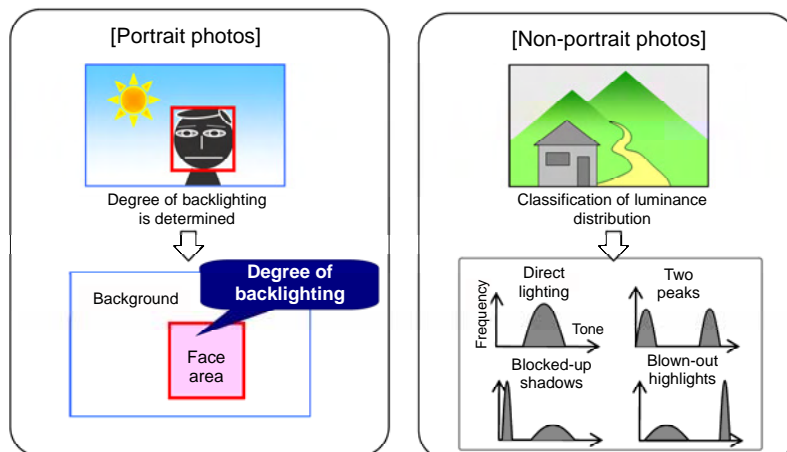 [Portrait photos]
Degree of backlighting
is determined
Degree of
backlighting
Background
Face
area
[Non-portrait photos]
Classification of luminance
distribution
Direct
lighting
Frequency
Tone
Two
peaks
Blocked-up
shadows
Blown-out
highlights